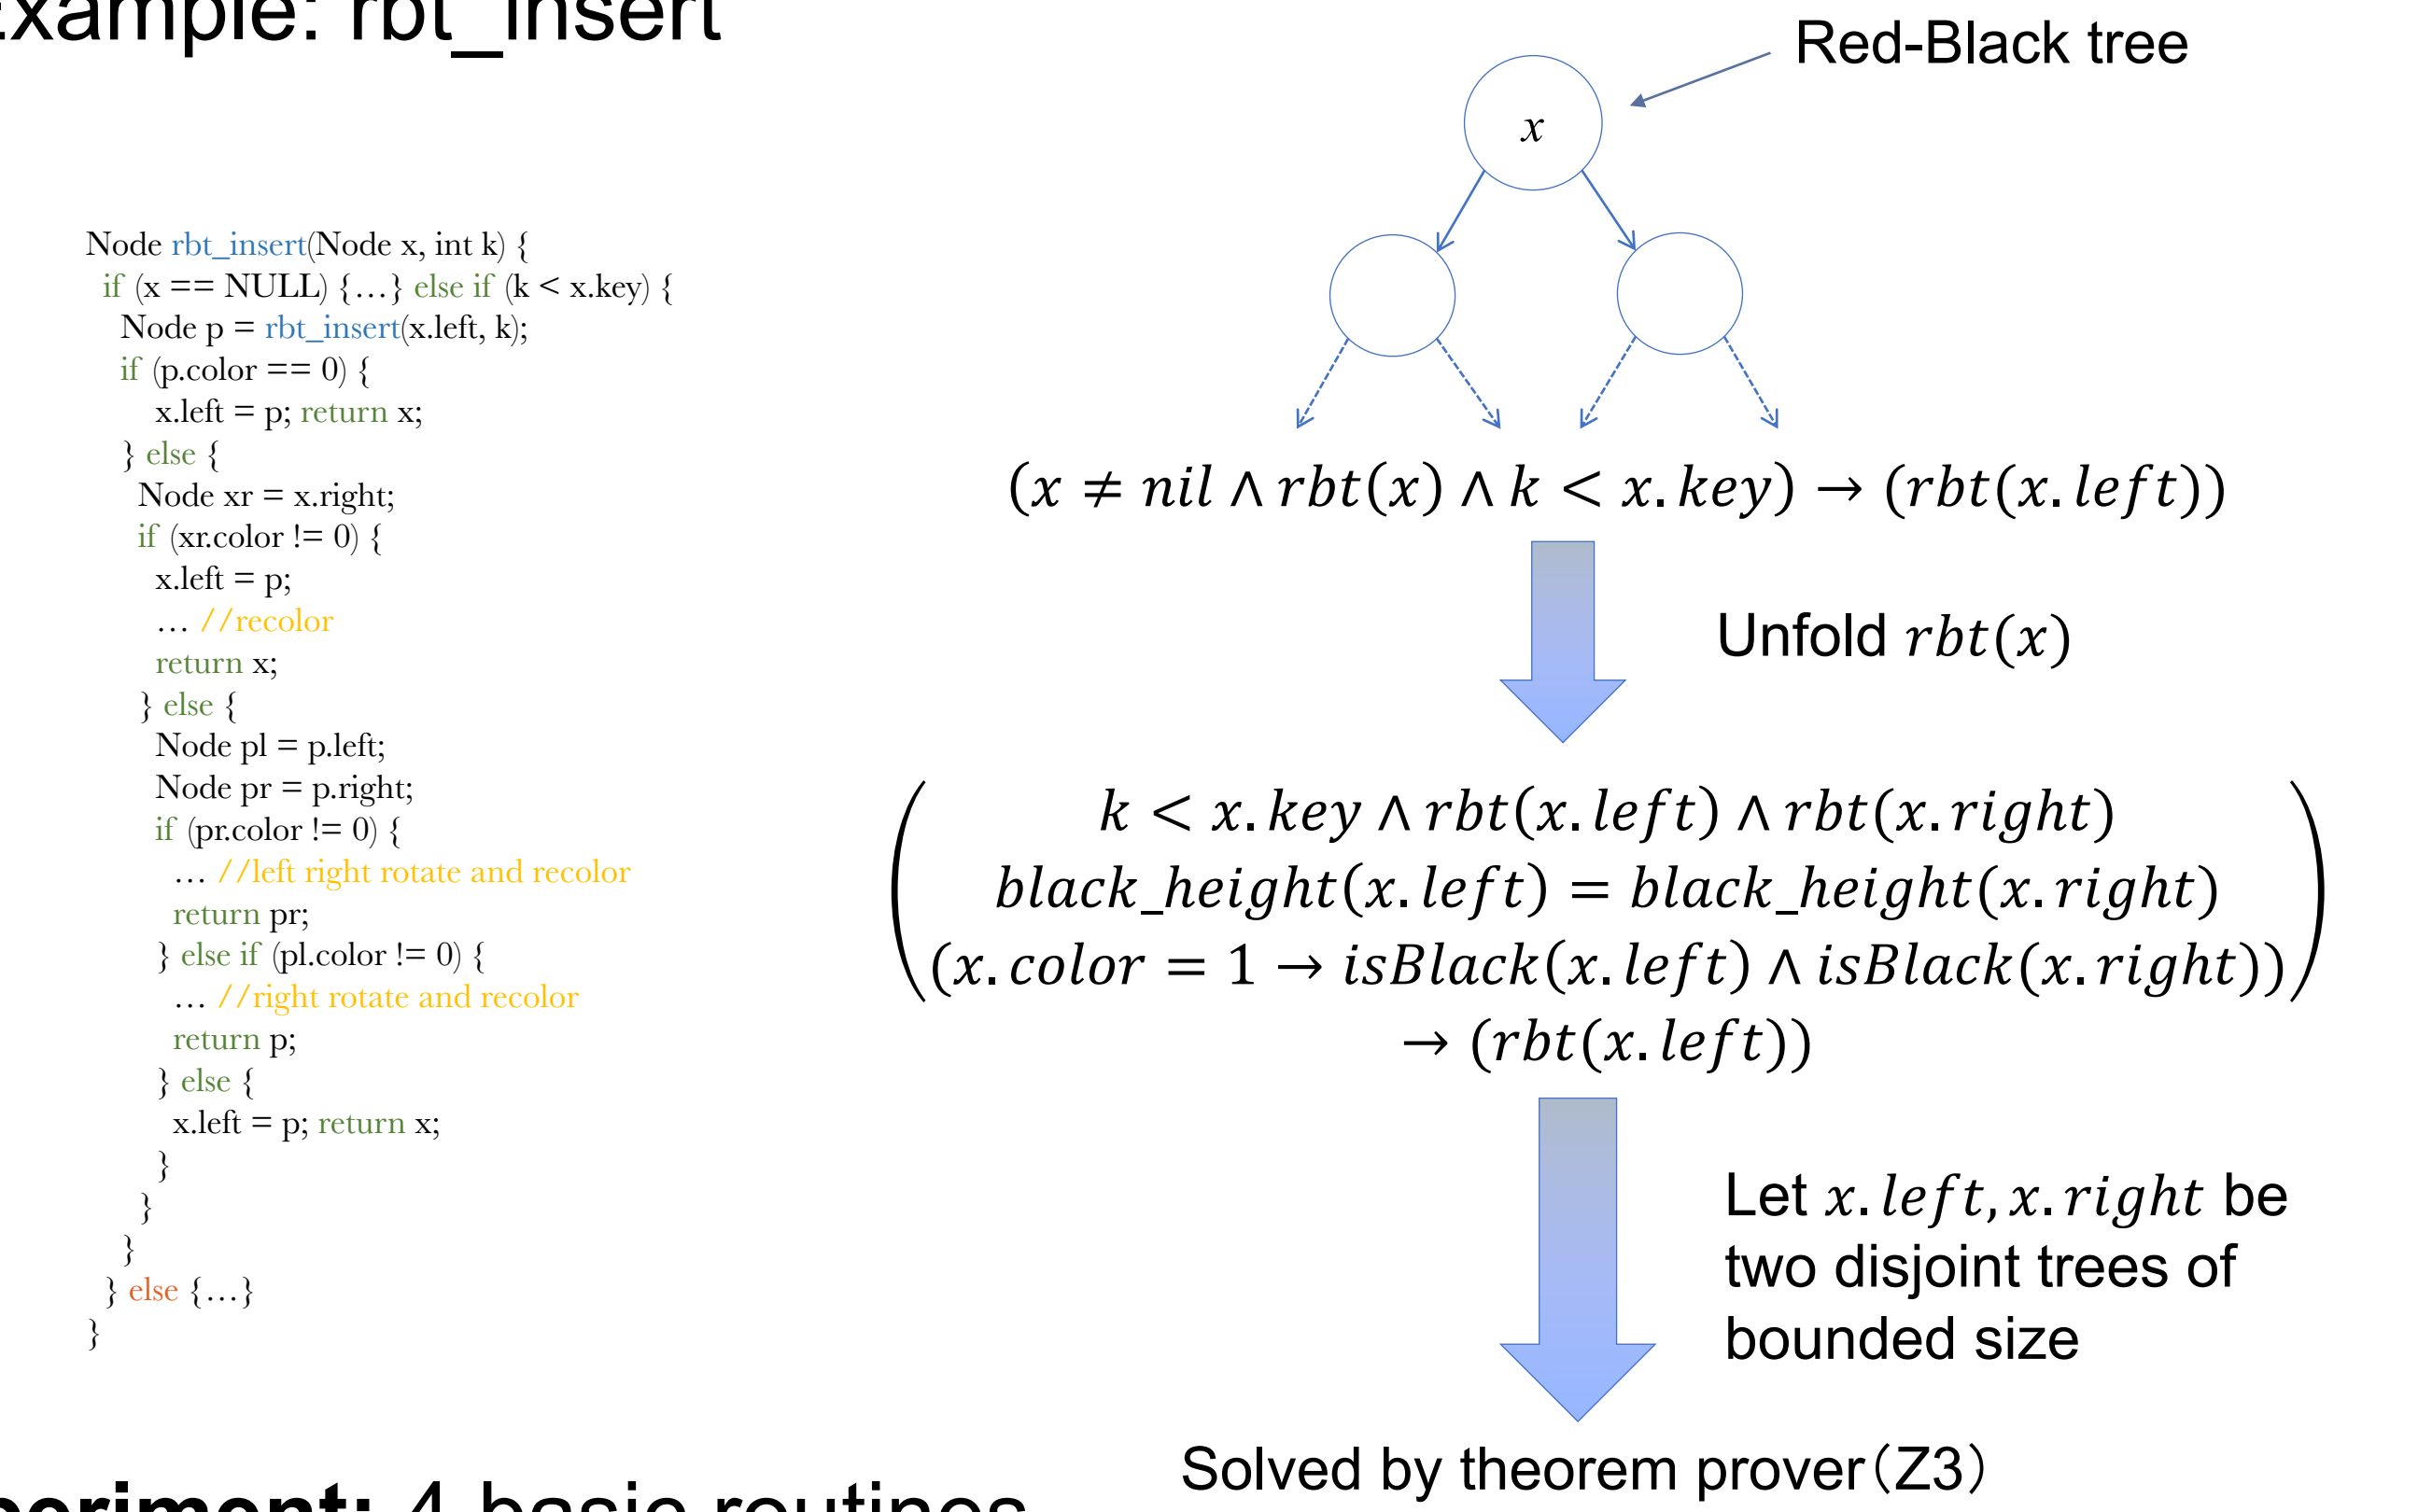 Example: rbt_insert
Node rbt_insert(Node x, int k) {
if (x == NULL) {…} else if (k < x.key) {
Node p = rbt_insert(x.left, k);
if (p.color == 0) {
x.left = p; return x;
} else {
Node xr = x.right;
if (xr.color != 0) {
x.left = p;
… //recolor
return x;
} else {
Node pl = p.left;
Node pr = p.right;
if (pr.color != 0) {
… //left right rotate and recolor
return pr;
} else if (pl.color != 0) {
… //right rotate and recolor
return p;
} else {
x.left = p; return x;
}
}
}
} else {…}
}
Red-Black tree
x
(x ≠ nil ∧ rbt(x) ∧ k < x.key) → (rbt(x.left))
Unfold rbt(x)
( k < x.key ∧ rbt(x.left) ∧ rbt(x.right)
black_height(x.left) = black_height(x.right)
(x.color = 1 → isBlack(x.left) ∧ isBlack(x.right)) )
→ (rbt(x.left))
Let x.left, x.right be
two disjoint trees of
bounded size
Solved by theorem prover（Z3）
periment: 4 basic routines